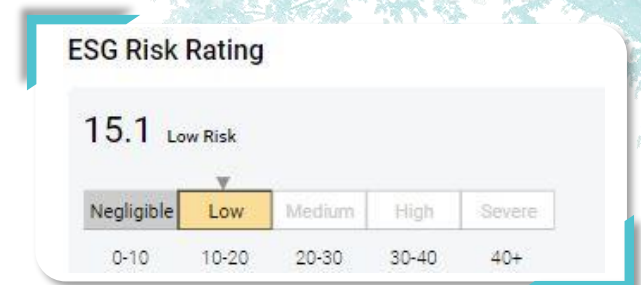 ESG Risk Rating
15.1 Low Risk
Negligible Low Medium High Severe
0-10 10-20 20-30 30-40 40+